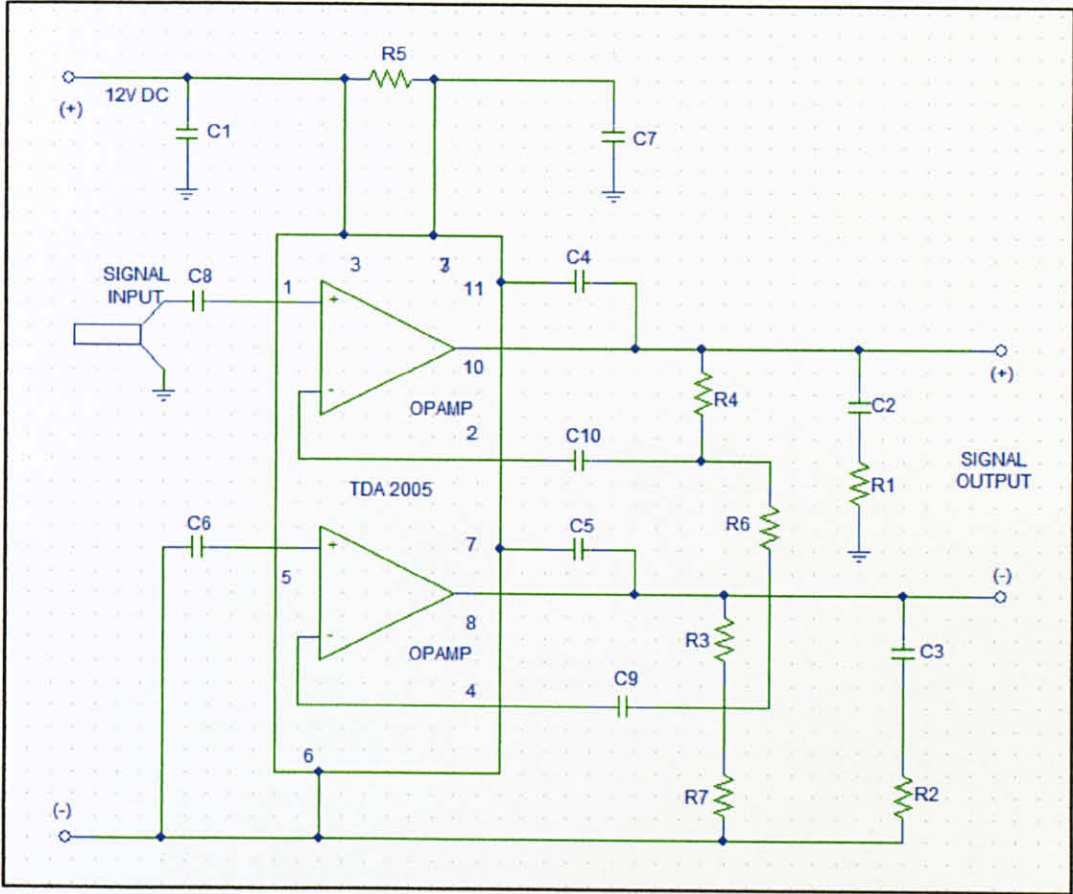 R5
12V DC
(+)
C1
C7
SIGNAL
INPUT
C8
1
3
11
C4
10
OPAMP
2
C10
R4
C2
(+)
SIGNAL
OUTPUT
R1
TDA 2005
R6
C6
5
7
C5
8
OPAMP
4
C9
R3
C3
(-)
6
R7
R2
(-)